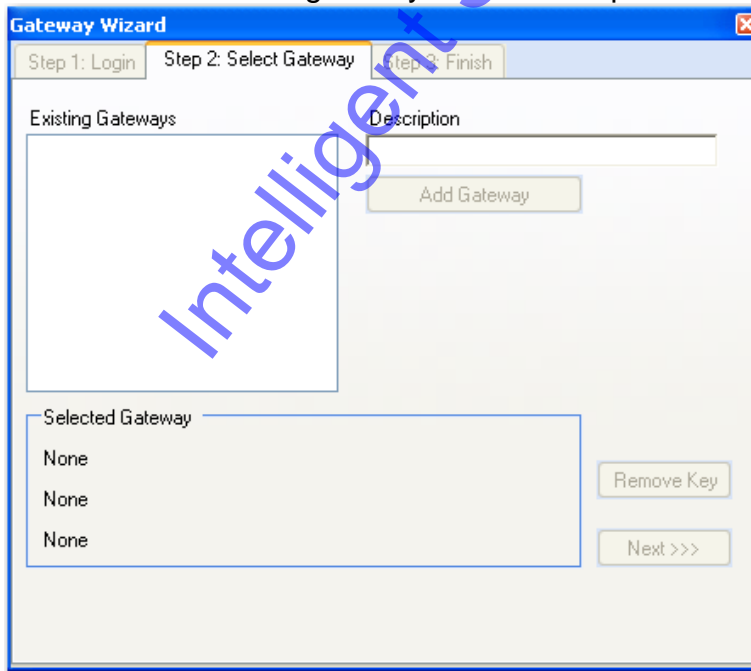 Gateway Wizard
Step 1: Login Step 2: Select Gateway Step 3: Finish
Existing Gateways Description
Add Gateway
Intelligent
Selected Gateway
None
Remove Key
None
None
Next >>>